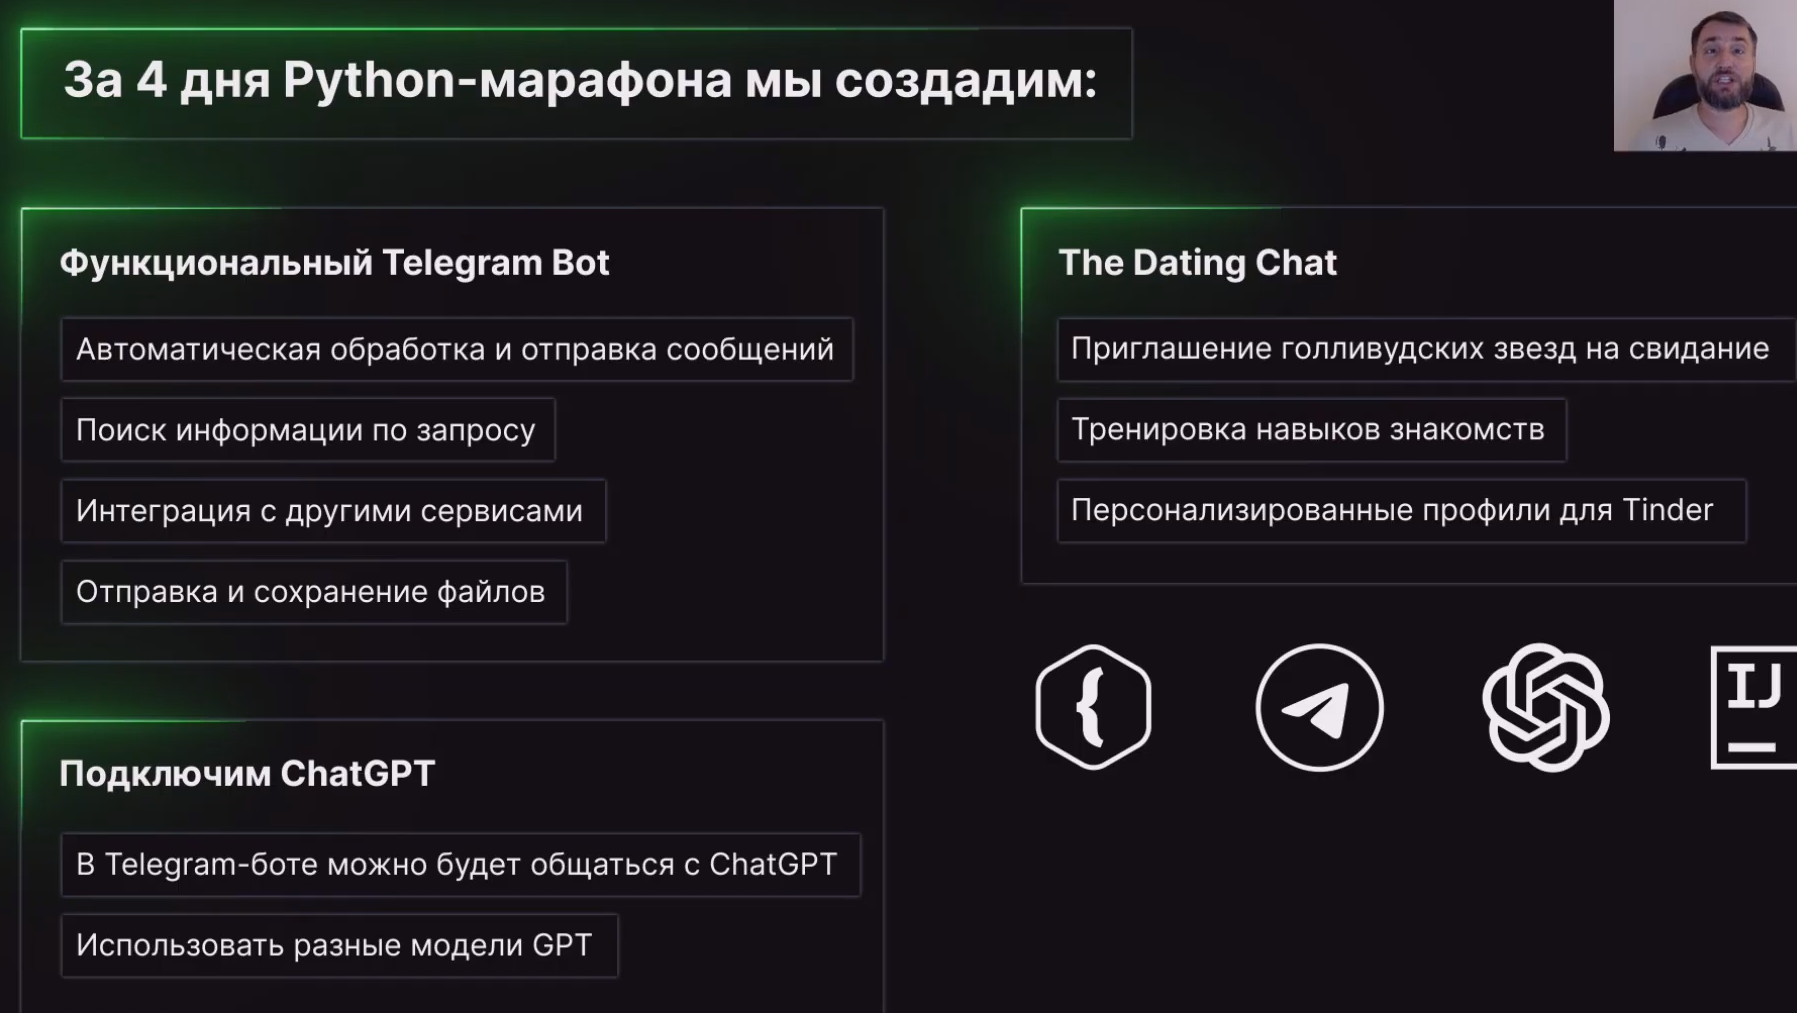 За 4 дня Python-марафона мы создадим:
Функциональный Telegram Bot
Автоматическая обработка и отправка сообщений
Поиск информации по запросу
Интеграция с другими сервисами
Отправка и сохранение файлов
Подключим ChatGPT
В Telegram-боте можно будет общаться с ChatGPT
Использовать разные модели GPT
The Dating Chat
Приглашение голливудских звезд на свидание
Тренировка навыков знакомств
Персонализированные профили для Tinder
{
IJ